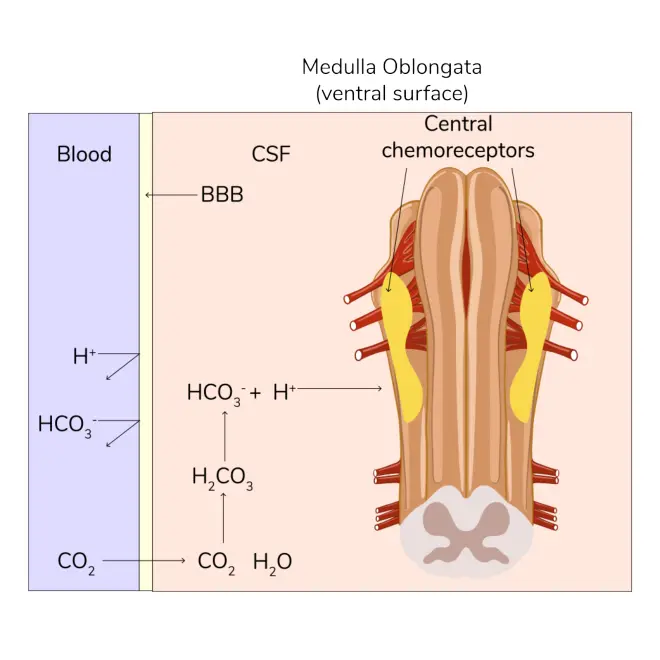 Medulla Oblongata
(ventral surface)
Central
chemoreceptors
Blood
CSF
BBB
H⁺
HCO₃⁻
CO₂
HCO₃⁻ + H⁺
H₂CO₃
CO₂ H₂O